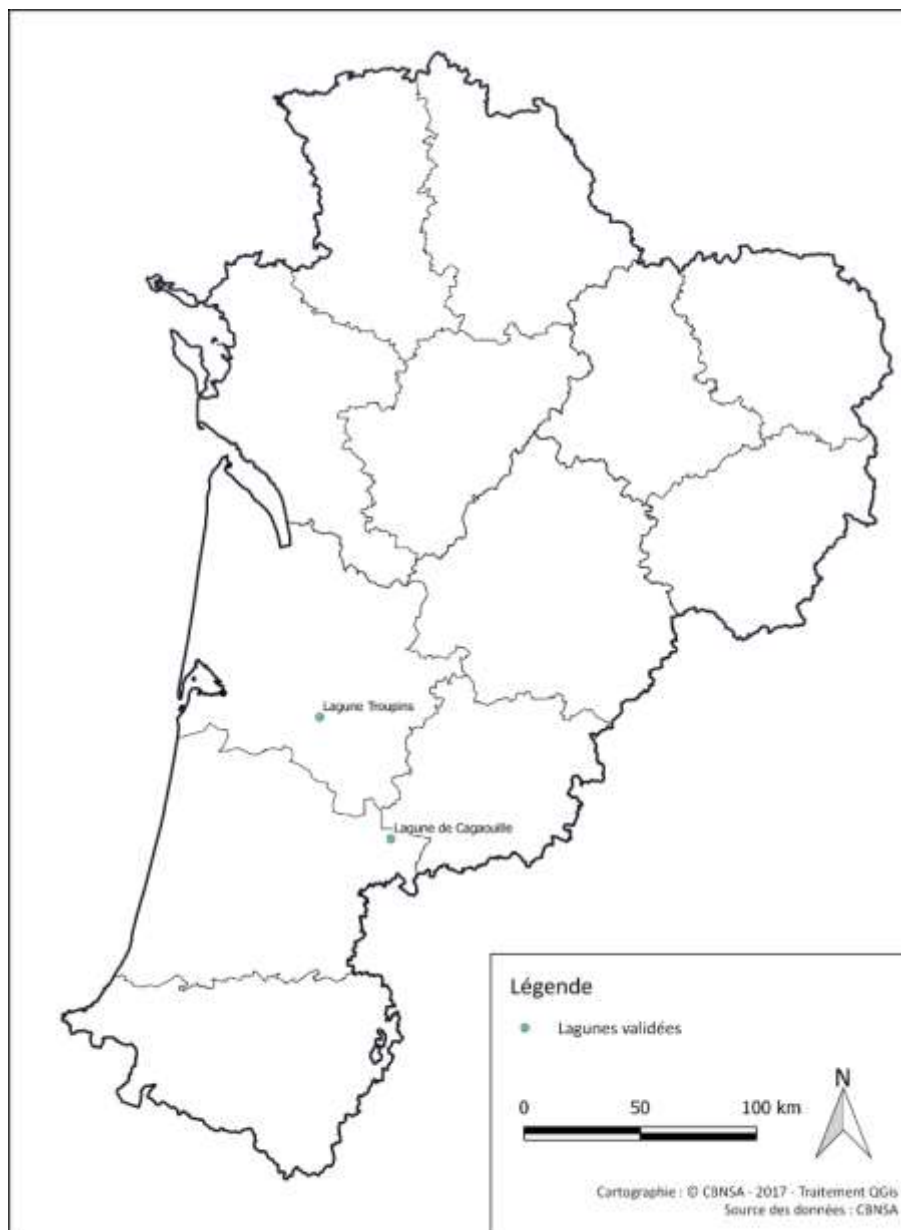 Lagune Troupins
Lagune de Cagaouille
Légende
Lagunes validées
N
0 50 100 km
Cartographie : © CBNSA - 2017 - Traitement QGis
Source des données : CBNSA